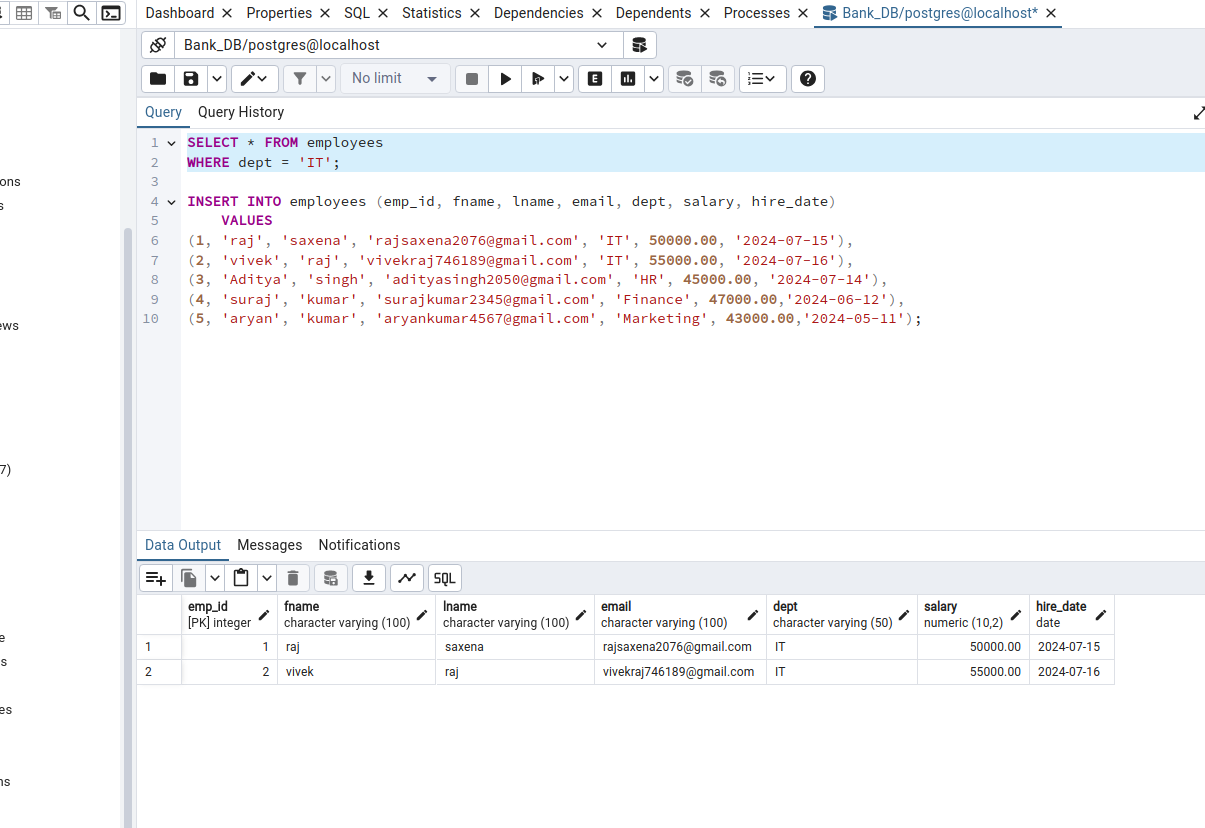 Dashboard Properties SQL Statistics Dependencies Dependents Processes Bank_DB/postgres@localhost*
Bank_DB/postgres@localhost
No limit E
Query Query History
1 SELECT * FROM employees
2 WHERE dept = 'IT';
3
4 INSERT INTO employees (emp_id, fname, lname, email, dept, salary, hire_date)
5 VALUES
6 (1, 'raj', 'saxena', 'rajsaxena2076@gmail.com', 'IT', 50000.00, '2024-07-15'),
7 (2, 'vivek', 'raj', 'vivekraj746189@gmail.com', 'IT', 55000.00, '2024-07-16'),
8 (3, 'Aditya', 'singh', 'adityasingh2050@gmail.com', 'HR', 45000.00, '2024-07-14'),
9 (4, 'suraj', 'kumar', 'surajkumar2345@gmail.com', 'Finance', 47000.00,'2024-06-12'),
10 (5, 'aryan', 'kumar', 'aryankumar4567@gmail.com', 'Marketing', 43000.00,'2024-05-11');
ons
s
ews
7)
e
s
es
ns
Data Output Messages Notifications
SQL
emp_id fname lname email dept salary hire_date
[PK] integer character varying (100) character varying (100) character varying (100) character varying (50) numeric (10,2) date
1 1 raj saxena rajsaxena2076@gmail.com IT 50000.00 2024-07-15
2 2 vivek raj vivekraj746189@gmail.com IT 55000.00 2024-07-16